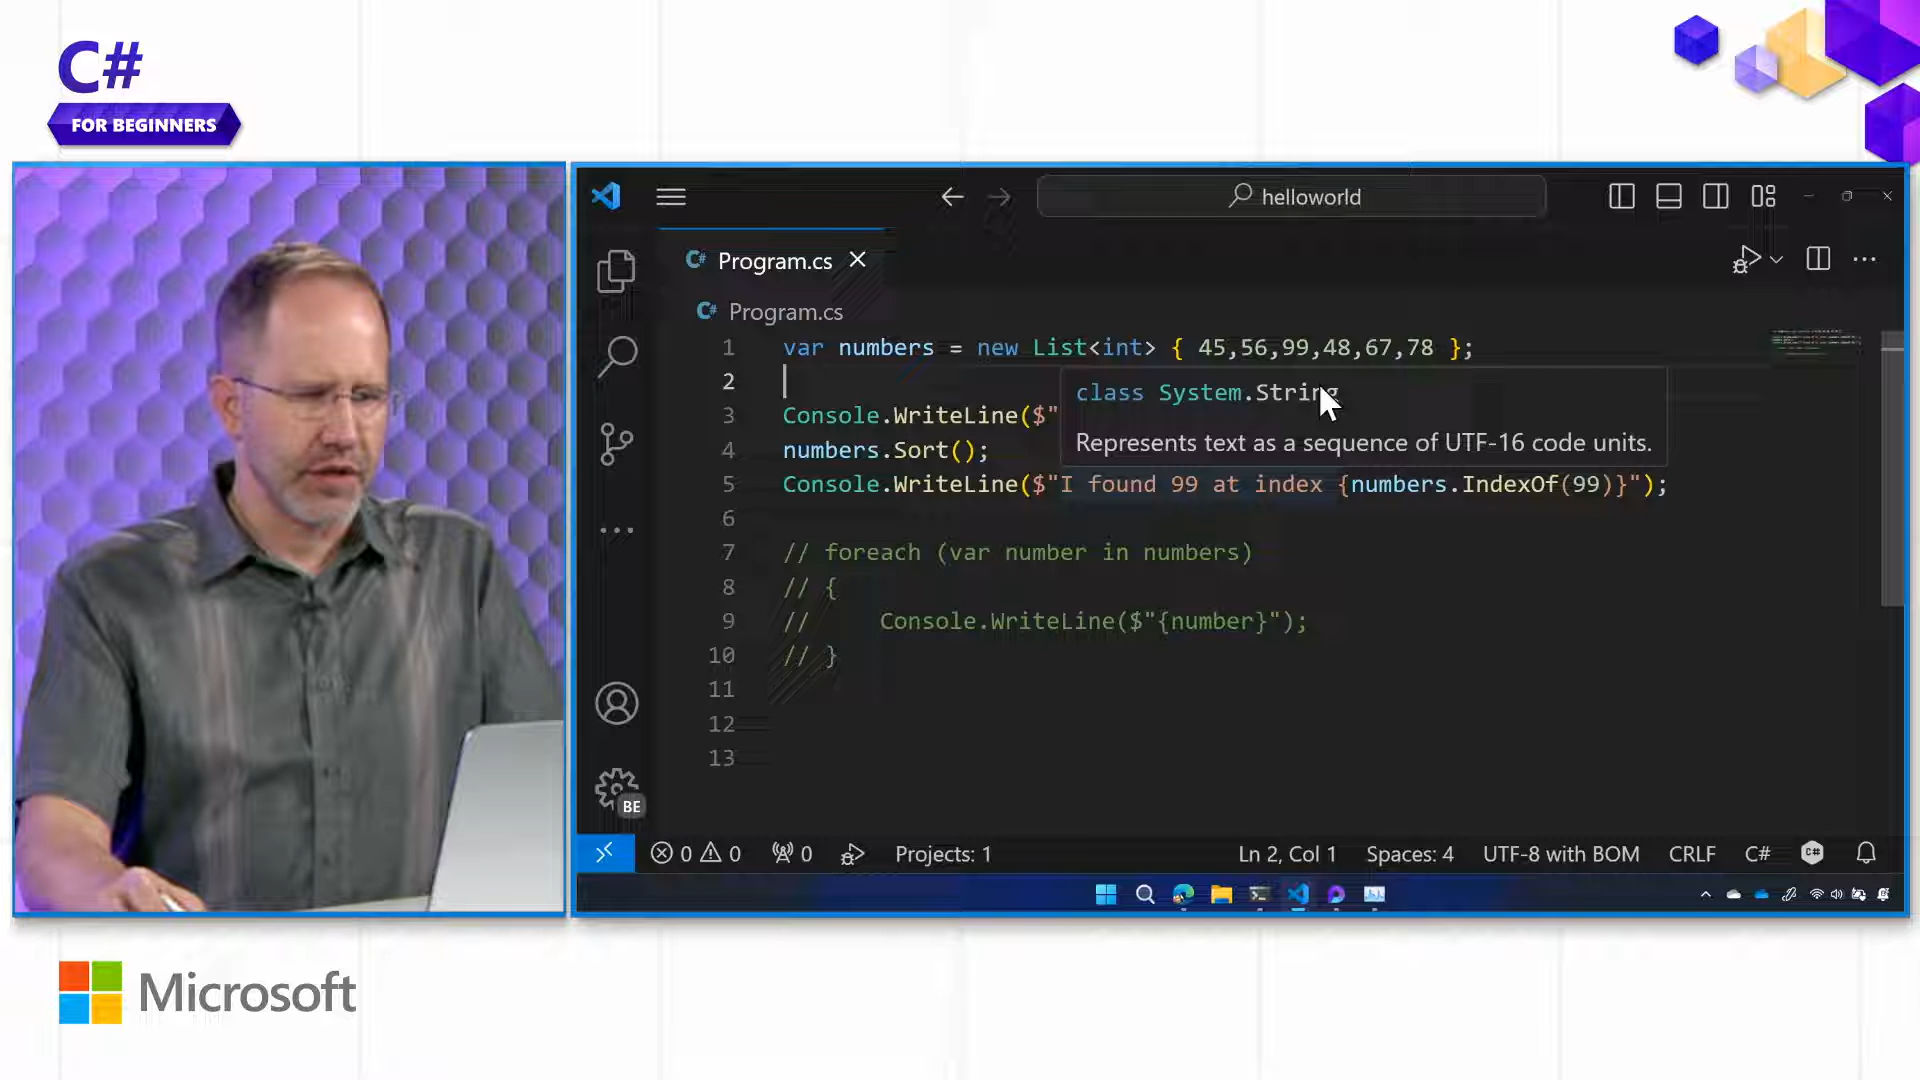 C#
FOR BEGINNERS
helloworld
C# Program.cs
C# Program.cs
1 var numbers = new List<int> { 45,56,99,48,67,78 };
2
class System.String
3 Console.WriteLine($"
4 numbers.Sort();
Represents text as a sequence of UTF-16 code units.
5 Console.WriteLine($"I found 99 at index {numbers.IndexOf(99)}");
6
7 // foreach (var number in numbers)
8 // {
9 //     Console.WriteLine($"{number}");
10 // }
11
12
13
BE
0 0 0 Projects: 1 Ln 2, Col 1 Spaces: 4 UTF-8 with BOM CRLF C#
Microsoft